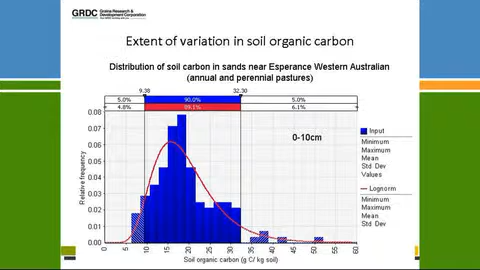 GRDC
Grains Research &
Development Corporation
Extent of variation in soil organic carbon
Distribution of soil carbon in sands near Esperance Western Australian
(annual and perennial pastures)
9.38 32.30
5.0% 90.0% 5.0%
4.8% 89.1% 6.1%
0.08
0.07
0.06
0.05
0.04
0.03
0.02
0.01
0.00
Relative frequency
0-10cm
Input
Minimum
Maximum
Mean
Std Dev
Values
Lognorm
Minimum
Maximum
Mean
Std Dev
0 5 10 15 20 25 30 35 40 45 50 55 60
Soil organic carbon (g C/ kg soil)